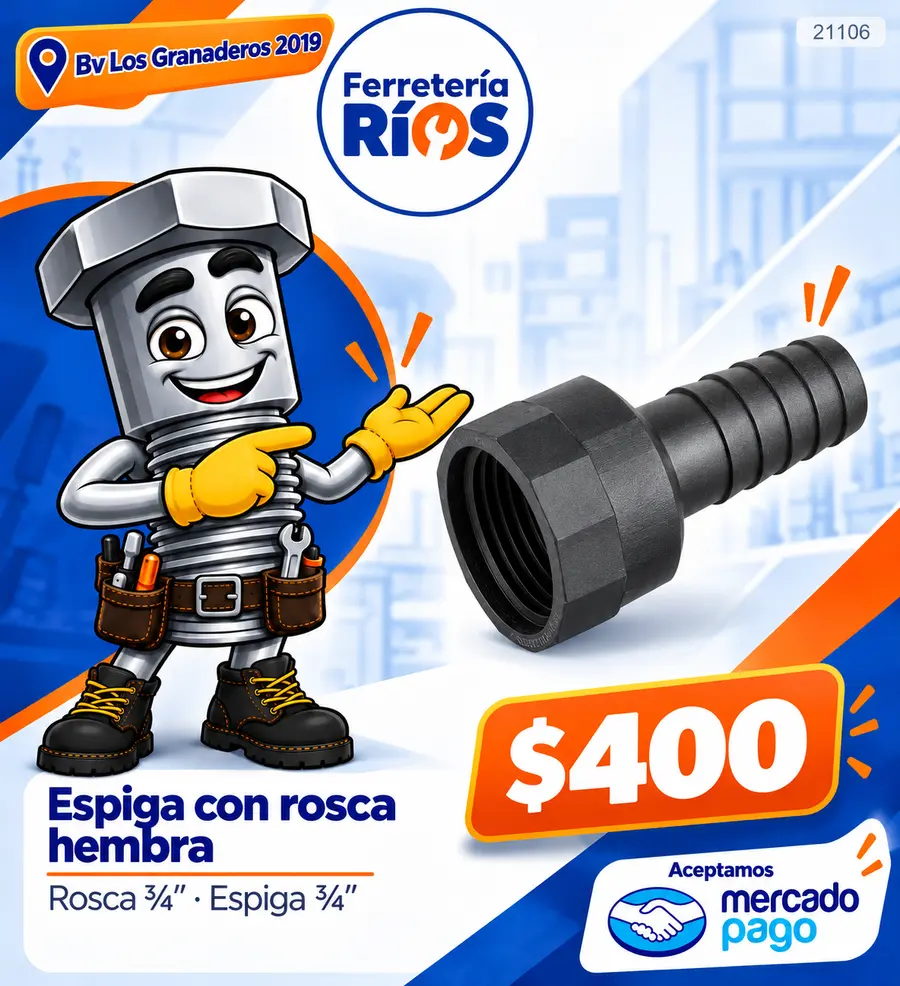 Bv Los Granaderos 2019
21106
Ferretería
RÍOS
$400
Espiga con rosca
hembra
Rosca ¾" · Espiga ¾"
Aceptamos
mercado
pago